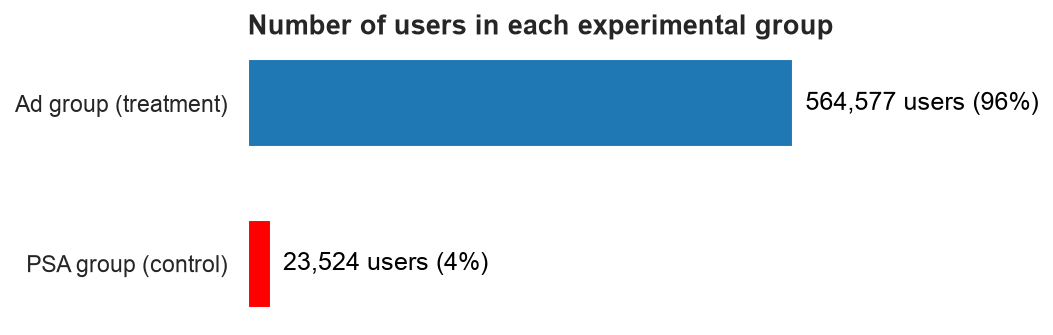 Number of users in each experimental group
Ad group (treatment)
564,577 users (96%)
PSA group (control)
23,524 users (4%)